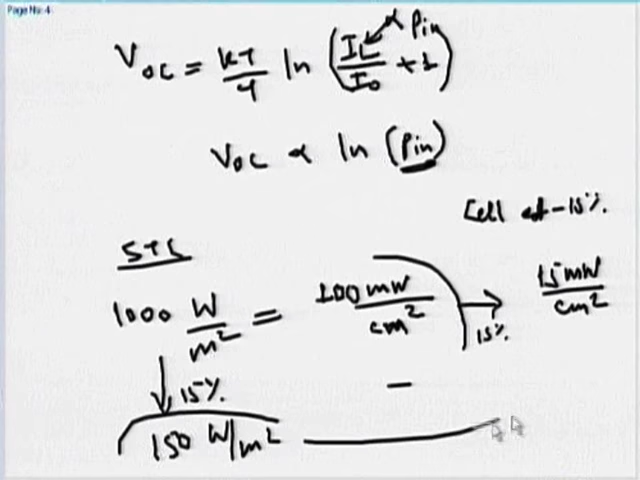 Page No: 4
∝ Pin
Voc = kT/q ln (IL/Io + 1)
Voc ∝ ln (Pin)
Cell eff - 15%
STC
1000 W/m² = 100 mW/cm² → 15 mW/cm²
15%
15%
150 W/m²